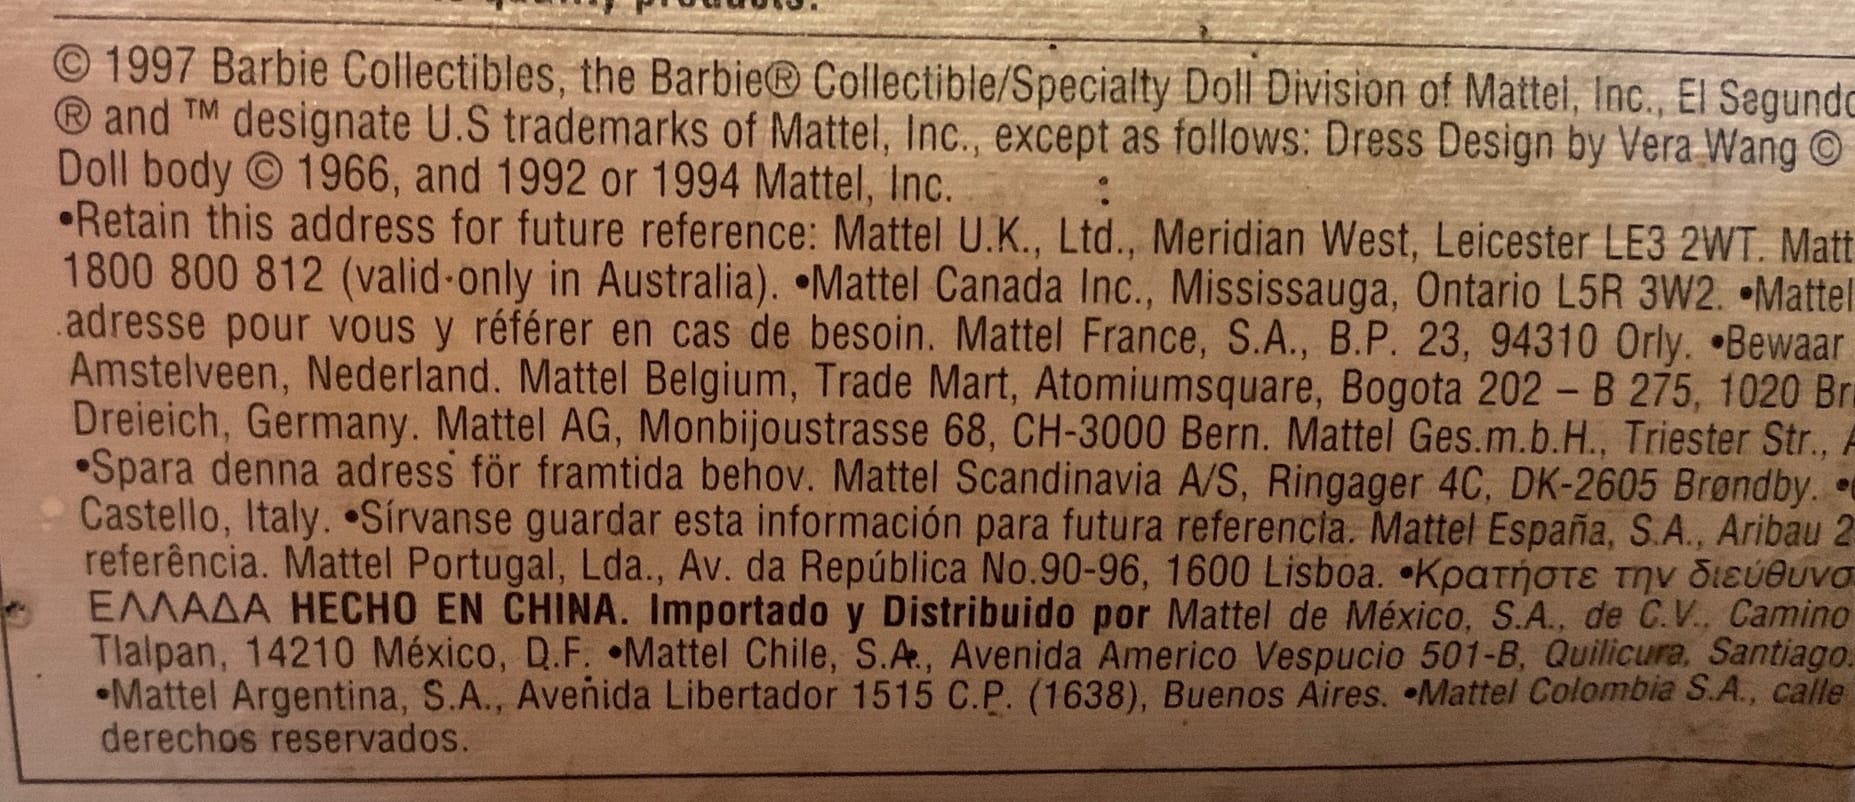 products.
© 1997 Barbie Collectibles, the Barbie® Collectible/Specialty Doll Division of Mattel, Inc., El Segundo
® and ™ designate U.S trademarks of Mattel, Inc., except as follows: Dress Design by Vera Wang ©
Doll body © 1966, and 1992 or 1994 Mattel, Inc.
•Retain this address for future reference: Mattel U.K., Ltd., Meridian West, Leicester LE3 2WT. Matt
1800 800 812 (valid only in Australia). •Mattel Canada Inc., Mississauga, Ontario L5R 3W2. •Mattel
adresse pour vous y référer en cas de besoin. Mattel France, S.A., B.P. 23, 94310 Orly. •Bewaar
Amstelveen, Nederland. Mattel Belgium, Trade Mart, Atomiumsquare, Bogota 202 – B 275, 1020 Br
Dreieich, Germany. Mattel AG, Monbijoustrasse 68, CH-3000 Bern. Mattel Ges.m.b.H., Triester Str.,
•Spara denna adress för framtida behov. Mattel Scandinavia A/S, Ringager 4C, DK-2605 Brøndby.
Castello, Italy. •Sírvanse guardar esta información para futura referencia. Mattel España, S.A., Aribau 2
referência. Mattel Portugal, Lda., Av. da República No.90-96, 1600 Lisboa. •Κρατήστε την διεύθυνσ
ΕΛΛΑΔΑ HECHO EN CHINA. Importado y Distribuido por Mattel de México, S.A., de C.V., Camino
Tlalpan, 14210 México, D.F. •Mattel Chile, S.A., Avenida Americo Vespucio 501-B, Quilicura, Santiago.
•Mattel Argentina, S.A., Avenida Libertador 1515 C.P. (1638), Buenos Aires. •Mattel Colombia S.A., calle
derechos reservados.